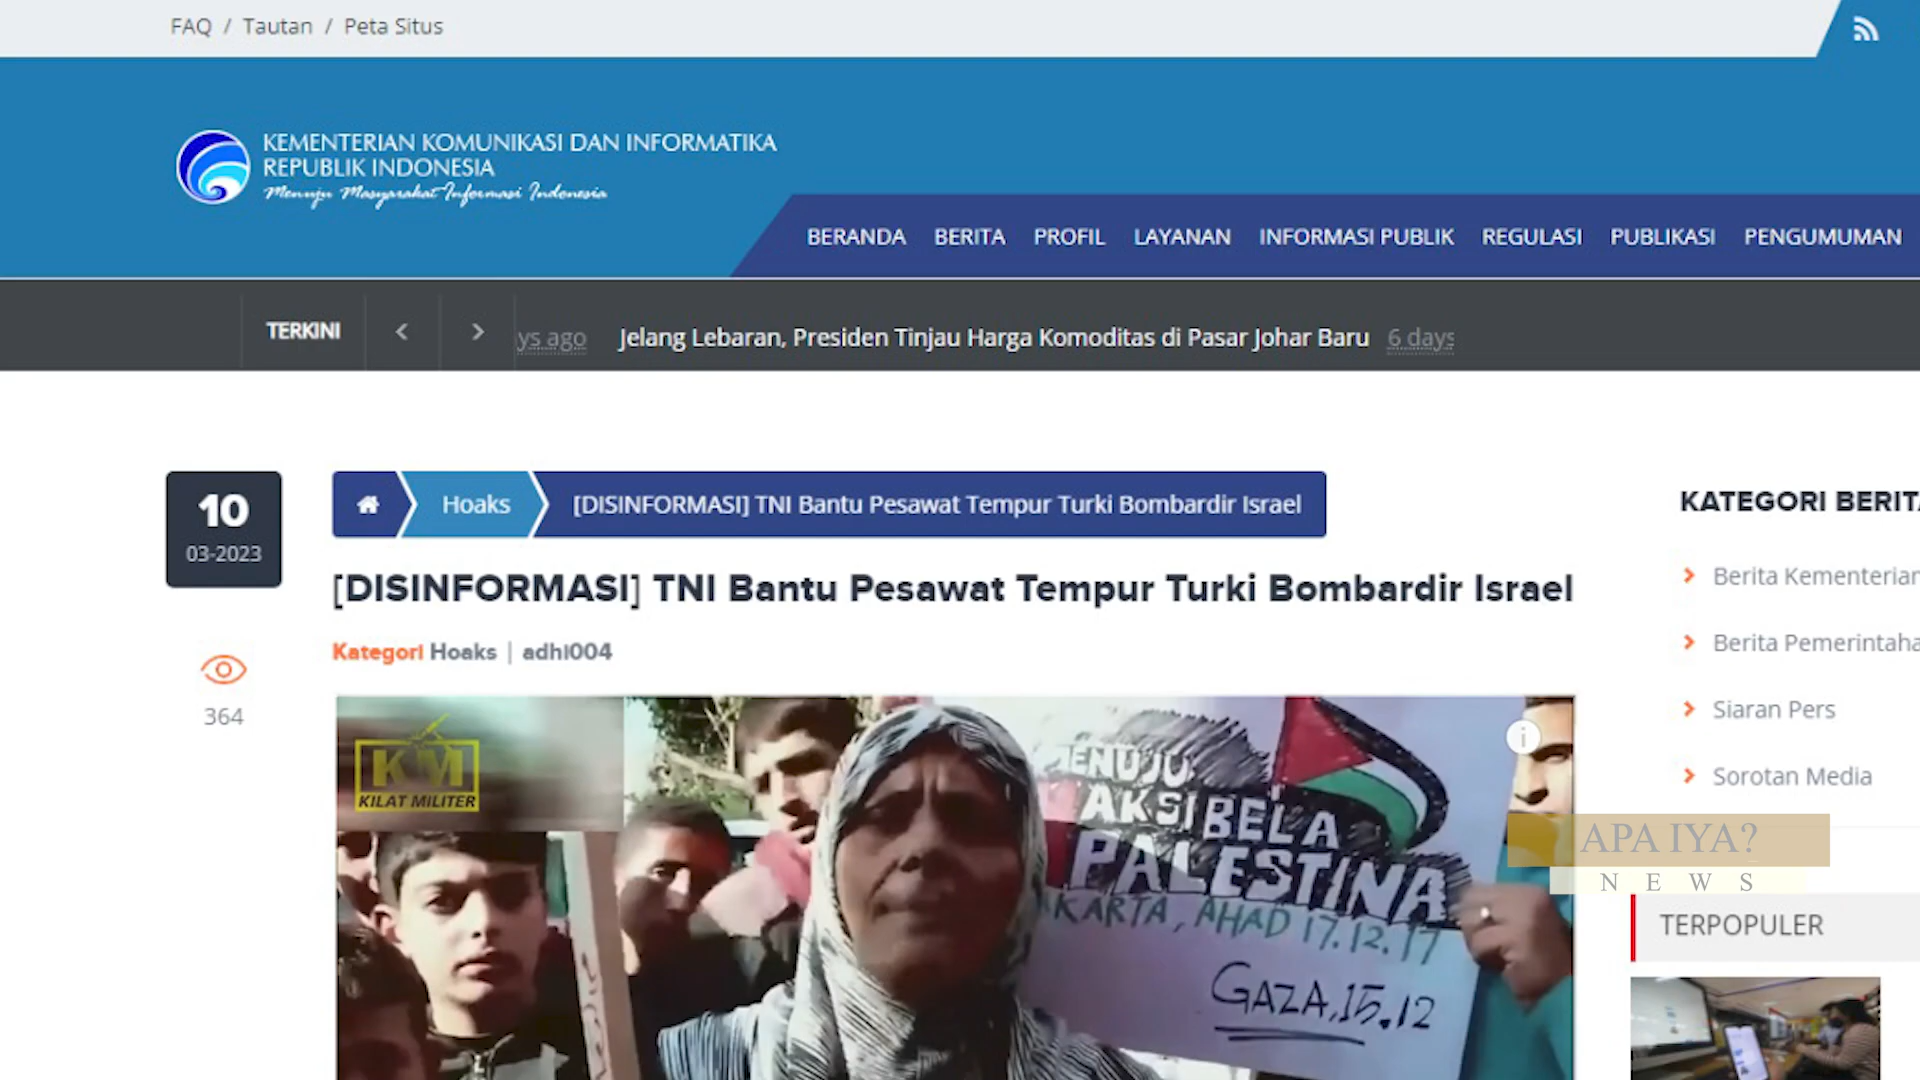 FAQ / Tautan / Peta Situs
KEMENTERIAN KOMUNIKASI DAN INFORMATIKA
REPUBLIK INDONESIA
Menuju Masyarakat Informasi Indonesia
BERANDA BERITA PROFIL LAYANAN INFORMASI PUBLIK REGULASI PUBLIKASI PENGUMUMAN
TERKINI ys ago Jelang Lebaran, Presiden Tinjau Harga Komoditas di Pasar Johar Baru 6 days
10
03-2023
364
Hoaks [DISINFORMASI] TNI Bantu Pesawat Tempur Turki Bombardir Israel
[DISINFORMASI] TNI Bantu Pesawat Tempur Turki Bombardir Israel
Kategori Hoaks | adhi004
KM
KILAT MILITER
MENUJU
AKSI BELA
PALESTINA
KARTA, AHAD 17.12.17
GAZA, 15.12
KATEGORI BERITA
Berita Kementerian
Berita Pemerintaha
Siaran Pers
Sorotan Media
APA IYA?
NEWS
TERPOPULER